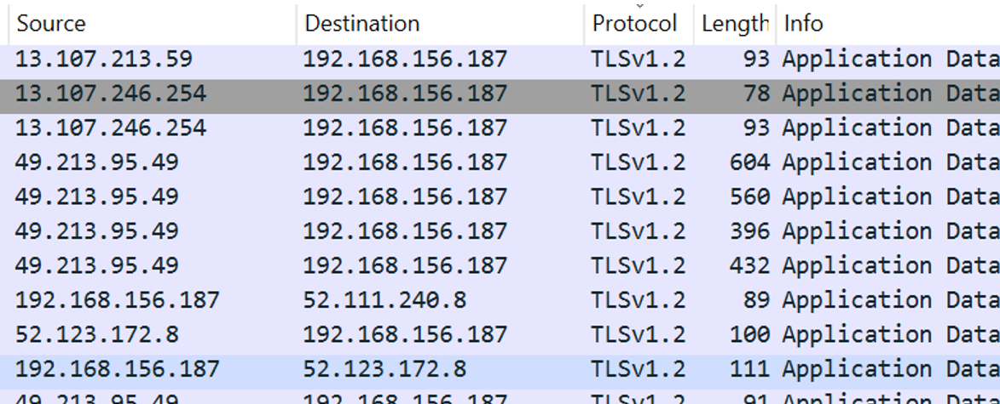 Source Destination Protocol Length Info
13.107.213.59 192.168.156.187 TLSv1.2 93 Application Data
13.107.246.254 192.168.156.187 TLSv1.2 78 Application Data
13.107.246.254 192.168.156.187 TLSv1.2 93 Application Data
49.213.95.49 192.168.156.187 TLSv1.2 604 Application Data
49.213.95.49 192.168.156.187 TLSv1.2 560 Application Data
49.213.95.49 192.168.156.187 TLSv1.2 396 Application Data
49.213.95.49 192.168.156.187 TLSv1.2 432 Application Data
192.168.156.187 52.111.240.8 TLSv1.2 89 Application Data
52.123.172.8 192.168.156.187 TLSv1.2 100 Application Data
192.168.156.187 52.123.172.8 TLSv1.2 111 Application Data
49.213.95.49 192.168.156.187 TLSv1.2 91 Application Data